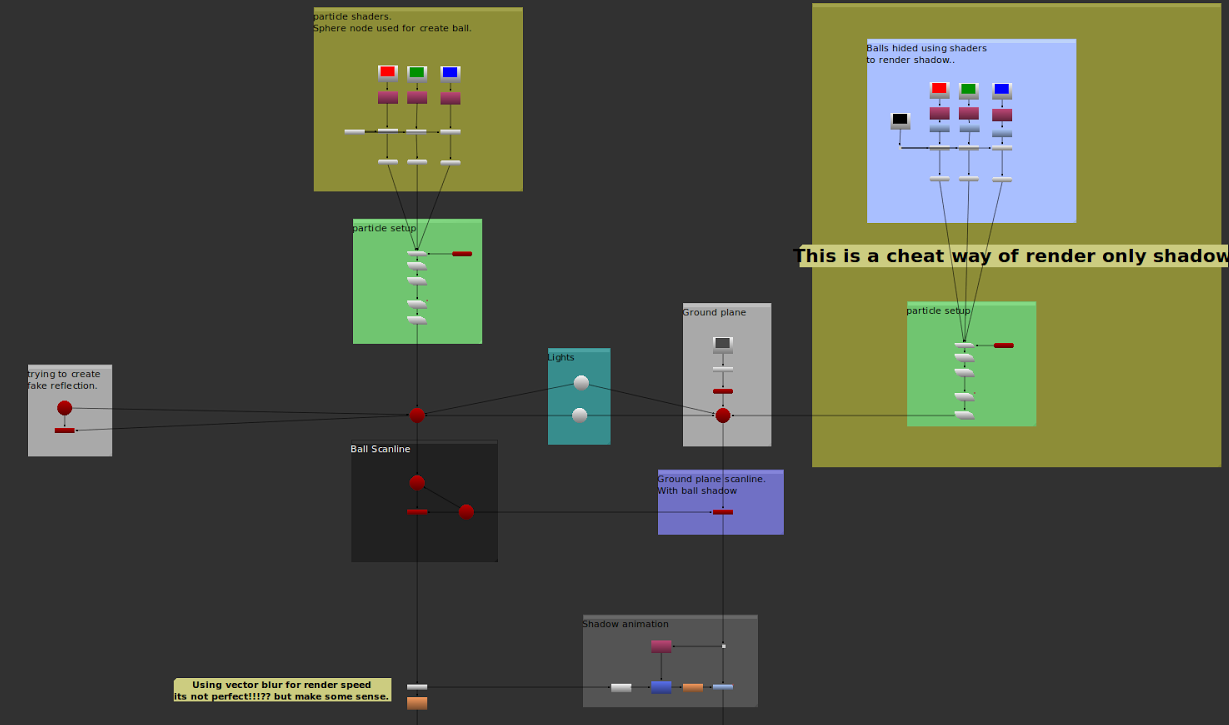 particle shaders.
Sphere node used for create ball.
Balls hided using shaders
to render shadow..
particle setup
This is a cheat way of render only shadow
particle setup
Ground plane
Lights
trying to create
fake reflection.
Ball Scanline
Ground plane scanline.
With ball shadow
Shadow animation
Using vector blur for render speed
its not perfect!!!?? but make some sense.